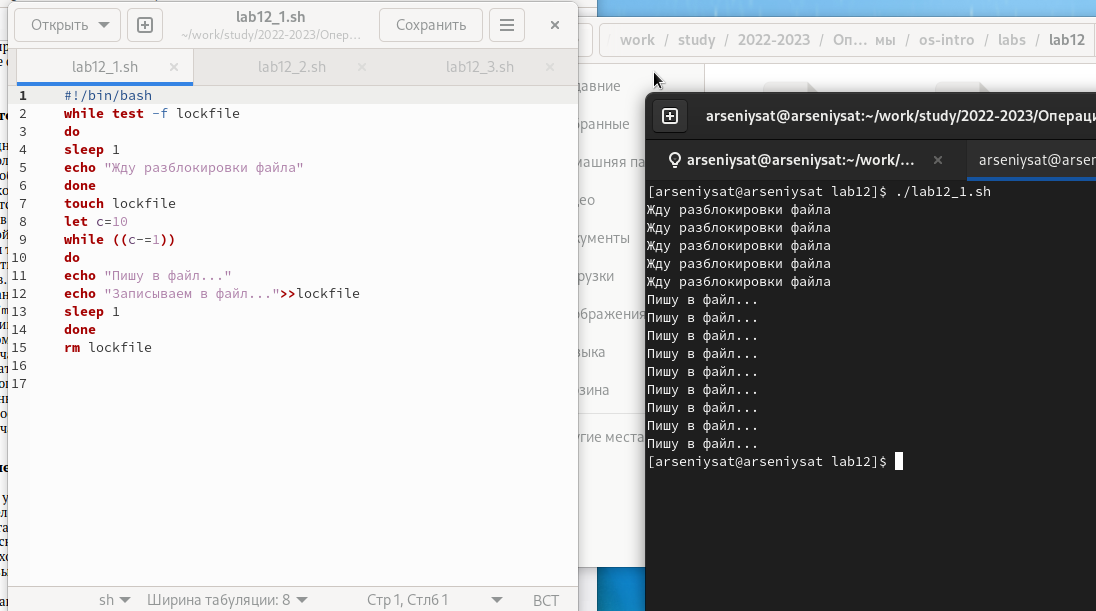 Открыть
lab12_1.sh
~/work/study/2022-2023/Опер…
Сохранить
lab12_1.sh
lab12_2.sh
lab12_3.sh
1 #!/bin/bash
2 while test -f lockfile
3 do
4 sleep 1
5 echo "Жду разблокировки файла"
6 done
7 touch lockfile
8 let c=10
9 while ((c-=1))
10 do
11 echo "Пишу в файл..."
12 echo "Записываем в файл...">>lockfile
13 sleep 1
14 done
15 rm lockfile
16
17
sh
Ширина табуляции: 8
Стр 1, Стлб 1
ВСТ
work / study / 2022-2023 / Оп… мы / os-intro / labs / lab12
давние
ранные
машняя па
ео
кументы
рузки
ображения
зыка
зина
угие места
arseniysat@arseniysat:~/work/study/2022-2023/Операци
arseniysat@arseniysat:~/work/…
arseniysat@arsen
[arseniysat@arseniysat lab12]$ ./lab12_1.sh
Жду разблокировки файла
Жду разблокировки файла
Жду разблокировки файла
Жду разблокировки файла
Жду разблокировки файла
Пишу в файл...
Пишу в файл...
Пишу в файл...
Пишу в файл...
Пишу в файл...
Пишу в файл...
Пишу в файл...
Пишу в файл...
Пишу в файл...
[arseniysat@arseniysat lab12]$